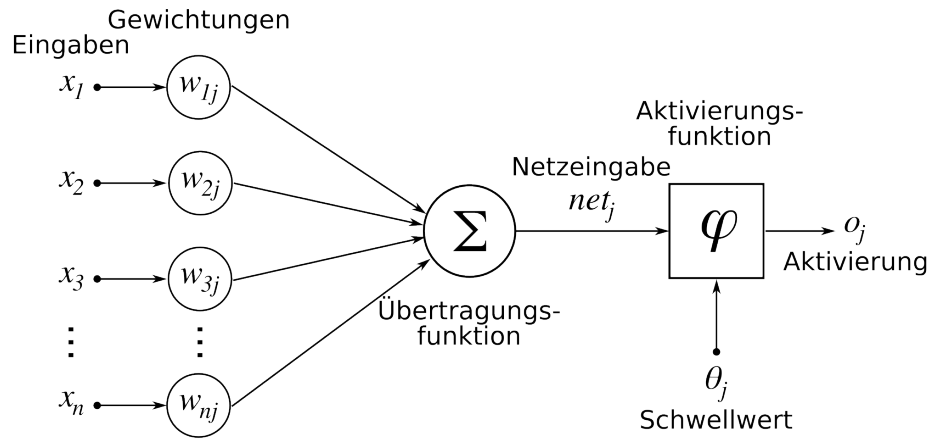 Gewichtungen
Eingaben
x1
w1j
x2
w2j
x3
w3j
⋮ ⋮
xn
wnj
Σ
Übertragungs-
funktion
Netzeingabe
netj
Aktivierungs-
funktion
φ
oj
Aktivierung
θj
Schwellwert